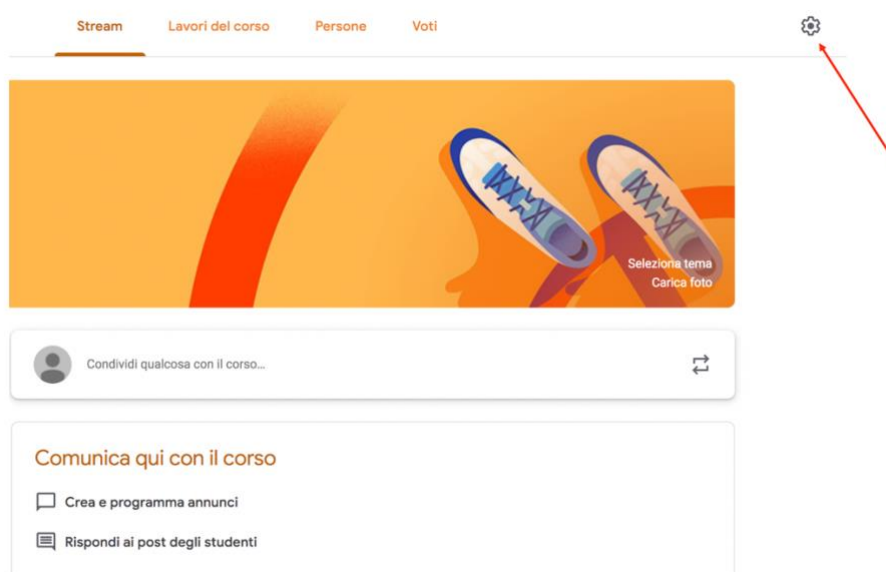 Stream Lavori del corso Persone Voti
Seleziona tema
Carica foto
Condividi qualcosa con il corso...
Comunica qui con il corso
Crea e programma annunci
Rispondi ai post degli studenti